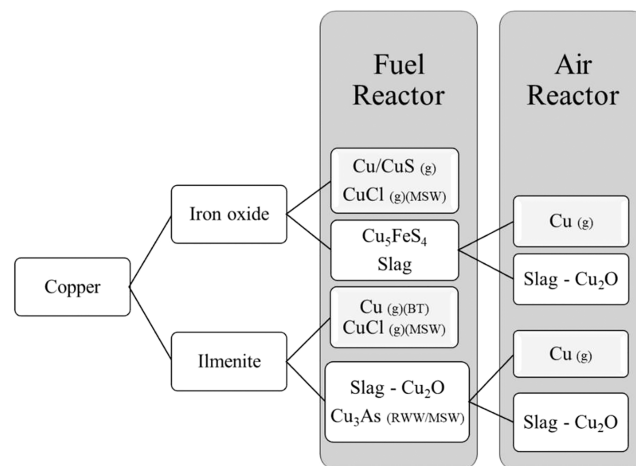 Fuel
Reactor
Air
Reactor
Copper
Iron oxide
Ilmenite
Cu/CuS (g)
CuCl (g)(MSW)
Cu₅FeS₄
Slag
Cu (g)(BT)
CuCl (g)(MSW)
Slag - Cu₂O
Cu₃As (RWW/MSW)
Cu (g)
Slag - Cu₂O
Cu (g)
Slag - Cu₂O